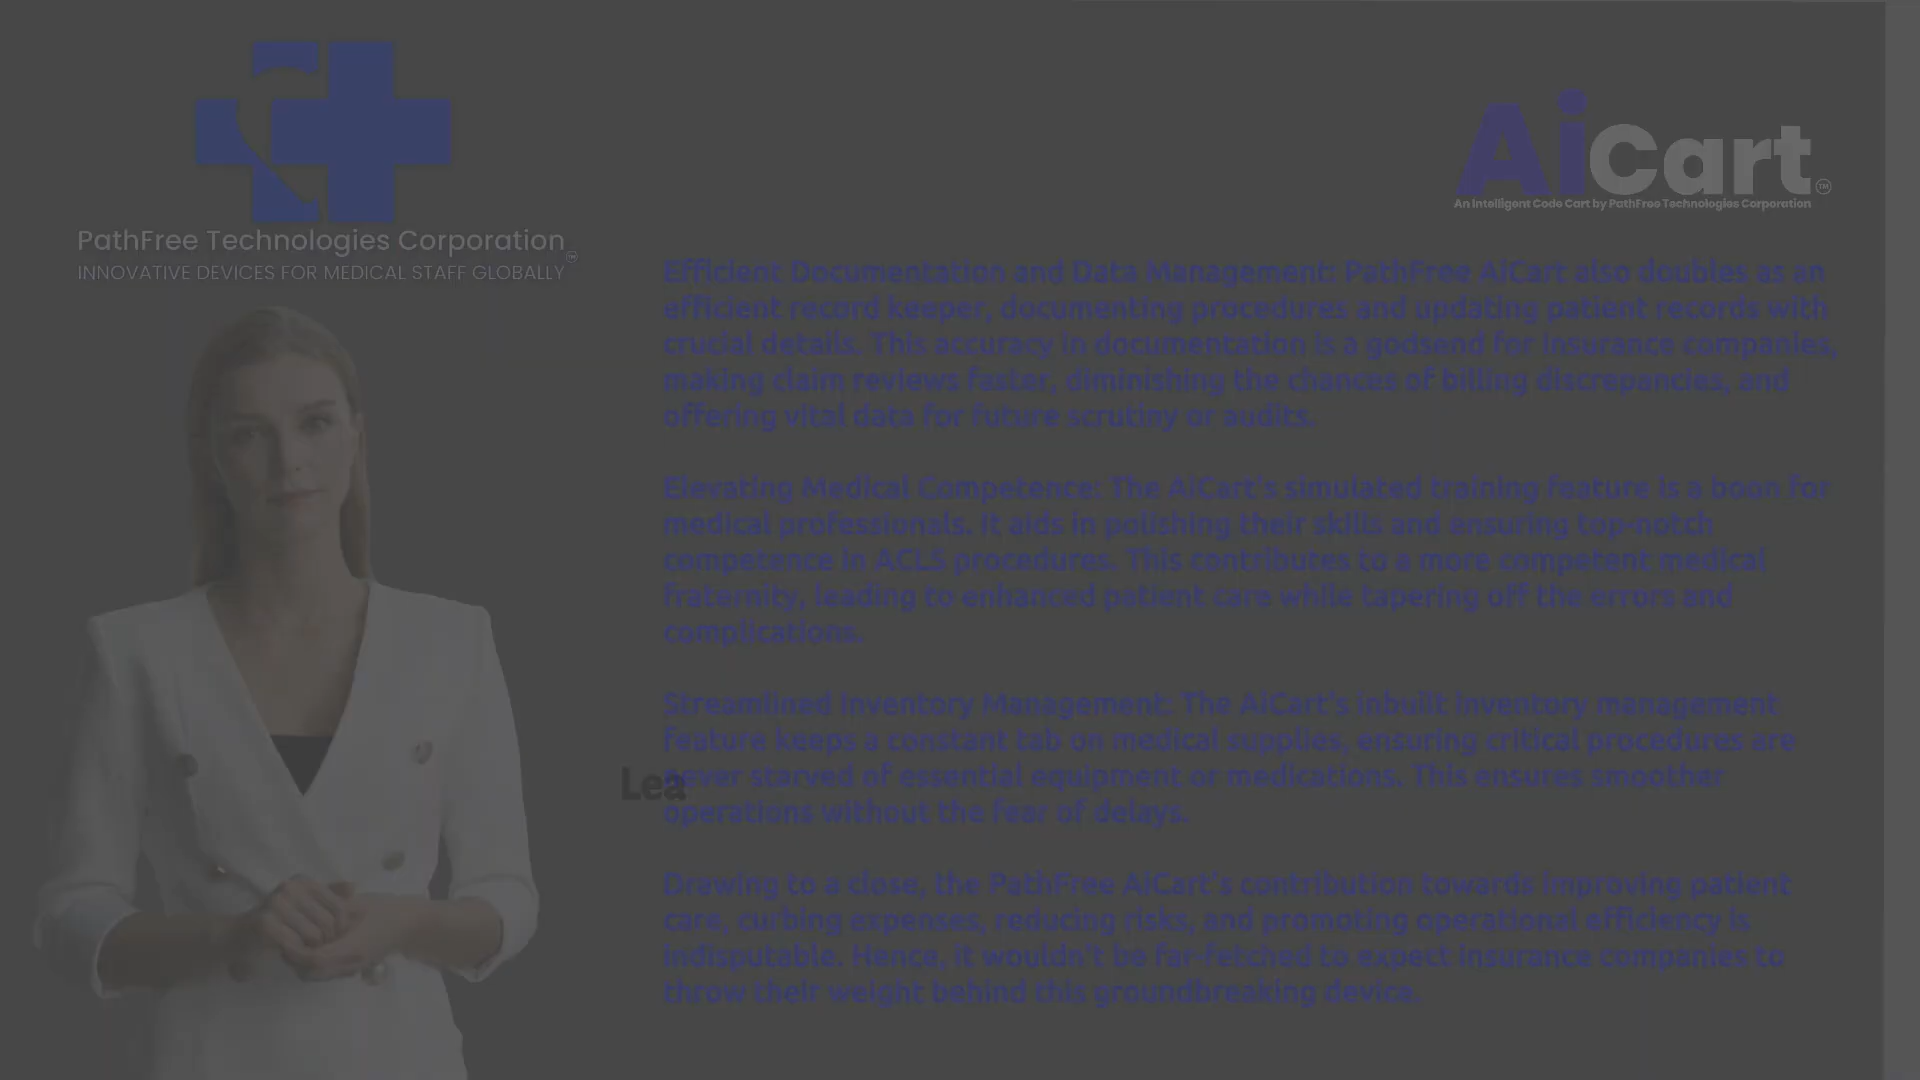 PathFree Technologies Corporation
TM
INNOVATIVE DEVICES FOR MEDICAL STAFF GLOBALLY
AiCart
TM
An Intelligent Code Cart by PathFree Technologies Corporation
Efficient Documentation and Data Management: PathFree AiCart also doubles as an
efficient record keeper, documenting procedures and updating patient records with
crucial details. This accuracy in documentation is a godsend for insurance companies,
making claim reviews faster, diminishing the chances of billing discrepancies, and
offering vital data for future scrutiny or audits.
Elevating Medical Competence: The AiCart's simulated training feature is a boon for
medical professionals. It aids in polishing their skills and ensuring top-notch
competence in ACLS procedures. This contributes to a more competent medical
fraternity, leading to enhanced patient care while tapering off the errors and
complications.
Streamlined Inventory Management: The AiCart's inbuilt inventory management
feature keeps a constant tab on medical supplies, ensuring critical procedures are
never starved of essential equipment or medications. This ensures smoother
Lea
operations without the fear of delays.
Drawing to a close, the PathFree AiCart's contribution towards improving patient
care, curbing expenses, reducing risks, and promoting operational efficiency is
indisputable. Hence, it wouldn't be far-fetched to expect insurance companies to
throw their weight behind this groundbreaking device.